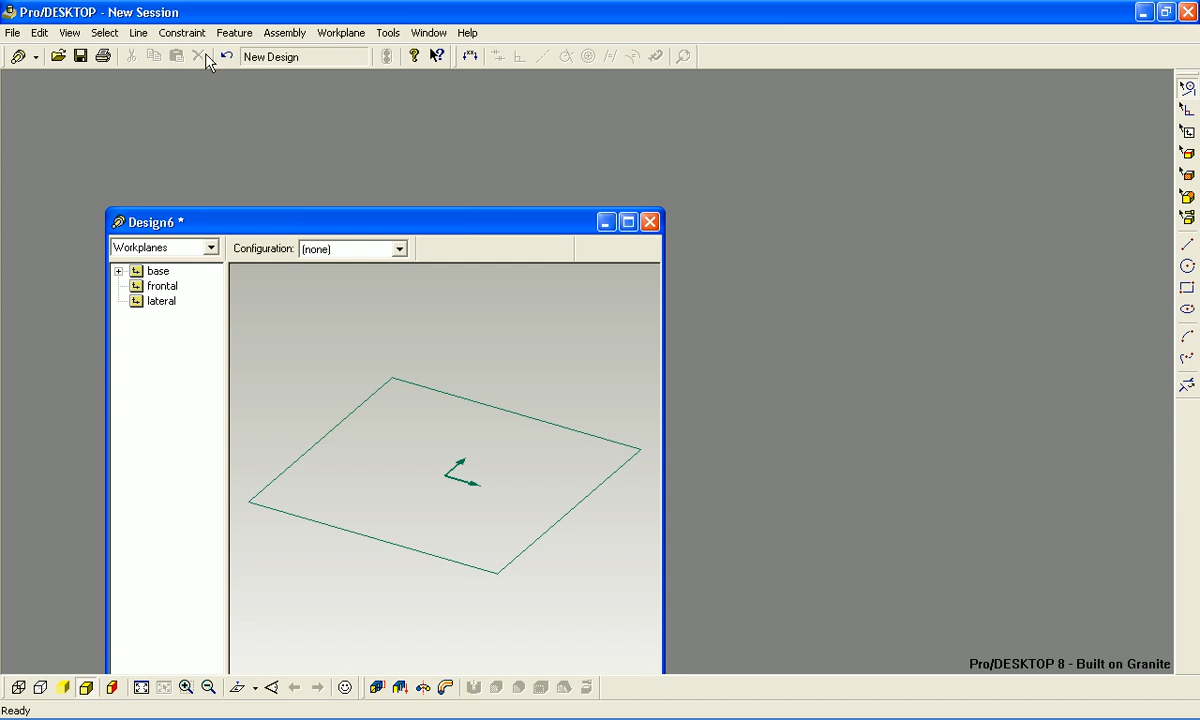 Pro/DESKTOP - New Session
File Edit View Select Line Constraint Feature Assembly Workplane Tools Window Help
New Design
Design6 *
Workplanes Configuration: (none)
base
frontal
lateral
Pro/DESKTOP 8 - Built on Granite
Ready